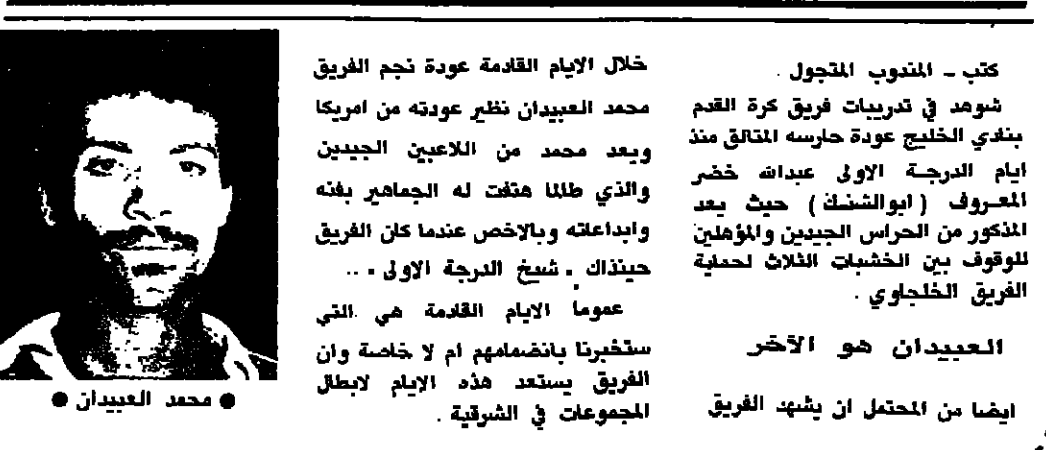 كتب ـ المندوب المتجول .
شوهد في تدريبات فريق كرة القدم
بنادي الخليج عودة حارسه المتالق منذ
ايام الدرجة الاولى عبدالله خضر
المعروف ( ابوالشنك ) حيث يعد
المذكور من الحراس الجيدين والمؤهلين
للوقوف بين الخشبات الثلاث لحماية
الفريق الخلجاوي .
العبيدان هو الآخر
ايضا من المحتمل ان يشهد الفريق
خلال الايام القادمة عودة نجم الفريق
محمد العبيدان نظير عودته من امريكا
ويعد محمد من اللاعبين الجيدين
والذي طالما هتفت له الجماهير بفنه
وابداعاته وبالاخص عندما كان الفريق
حينذاك . شيخ الدرجة الاولى . ..
عموما الايام القادمة هي التي
ستخبرنا بانضمامهم ام لا خاصة وان
الفريق يستعد هذه الايام لابطال
المجموعات في الشرقية .
● محمد العبيدان ●